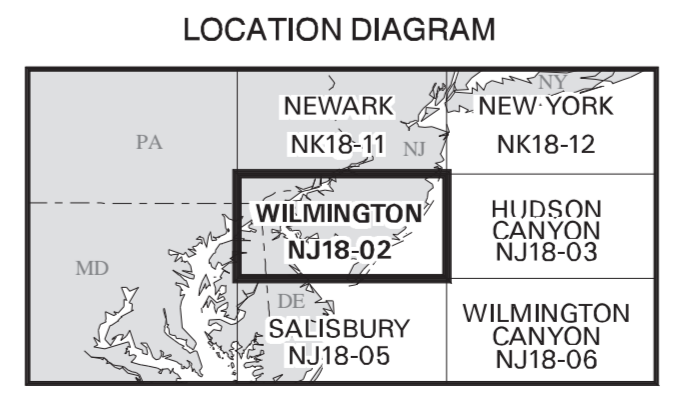 LOCATION DIAGRAM
NY
NEWARK
NEW YORK
PA
NK18-11
NJ
NK18-12
WILMINGTON
NJ18-02
HUDSON
CANYON
NJ18-03
MD
DE
SALISBURY
NJ18-05
WILMINGTON
CANYON
NJ18-06